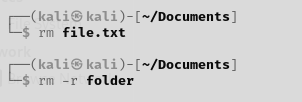 ┌──(kali㉿kali)-[~/Documents]
└─$ rm file.txt
┌──(kali㉿kali)-[~/Documents]
└─$ rm -r folder